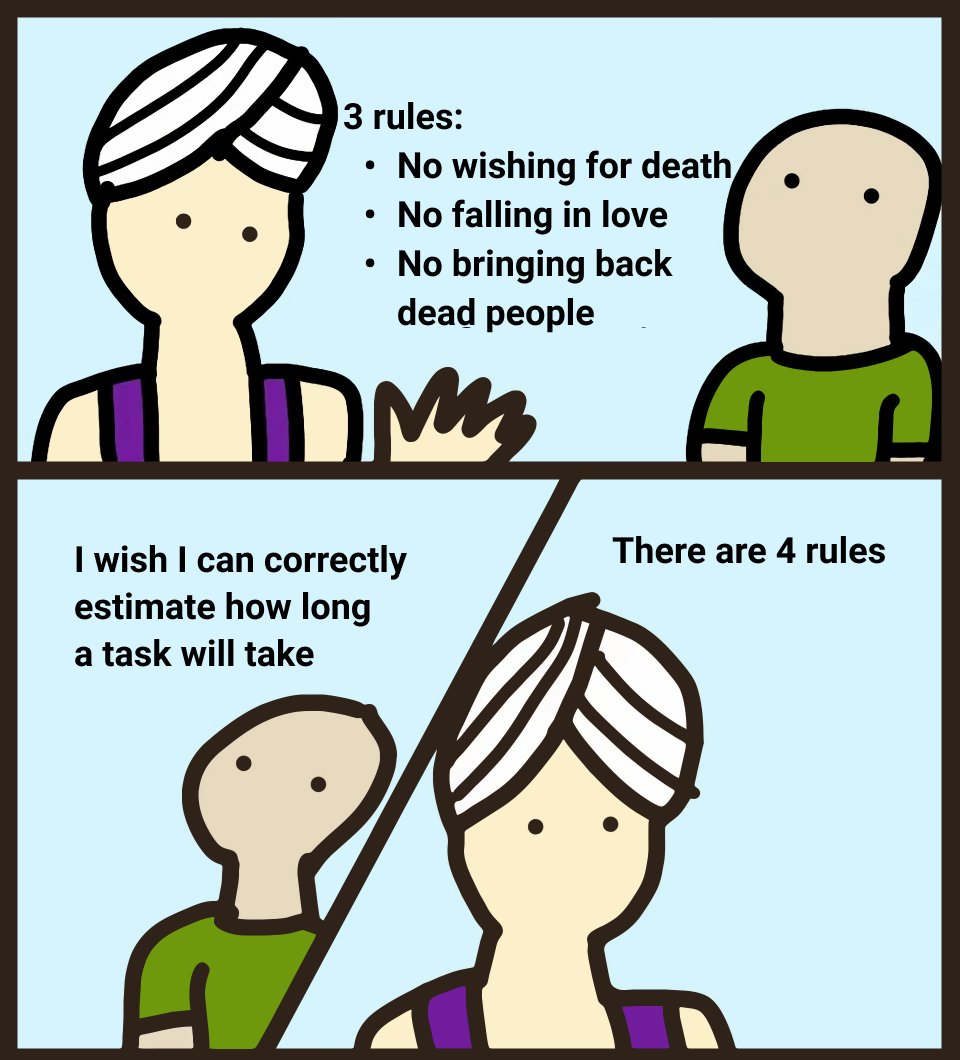 3 rules:
• No wishing for death
• No falling in love
• No bringing back
dead people
I wish I can correctly
estimate how long
a task will take
There are 4 rules